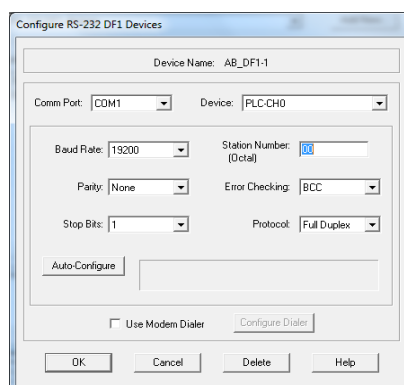 Configure RS-232 DF1 Devices
Device Name: AB_DF1-1
Comm Port: COM1 Device: PLC-CH0
Baud Rate: 19200 Station Number: 00
(Octal)
Parity: None Error Checking: BCC
Stop Bits: 1 Protocol: Full Duplex
Auto-Configure
Use Modem Dialer Configure Dialer
OK Cancel Delete Help